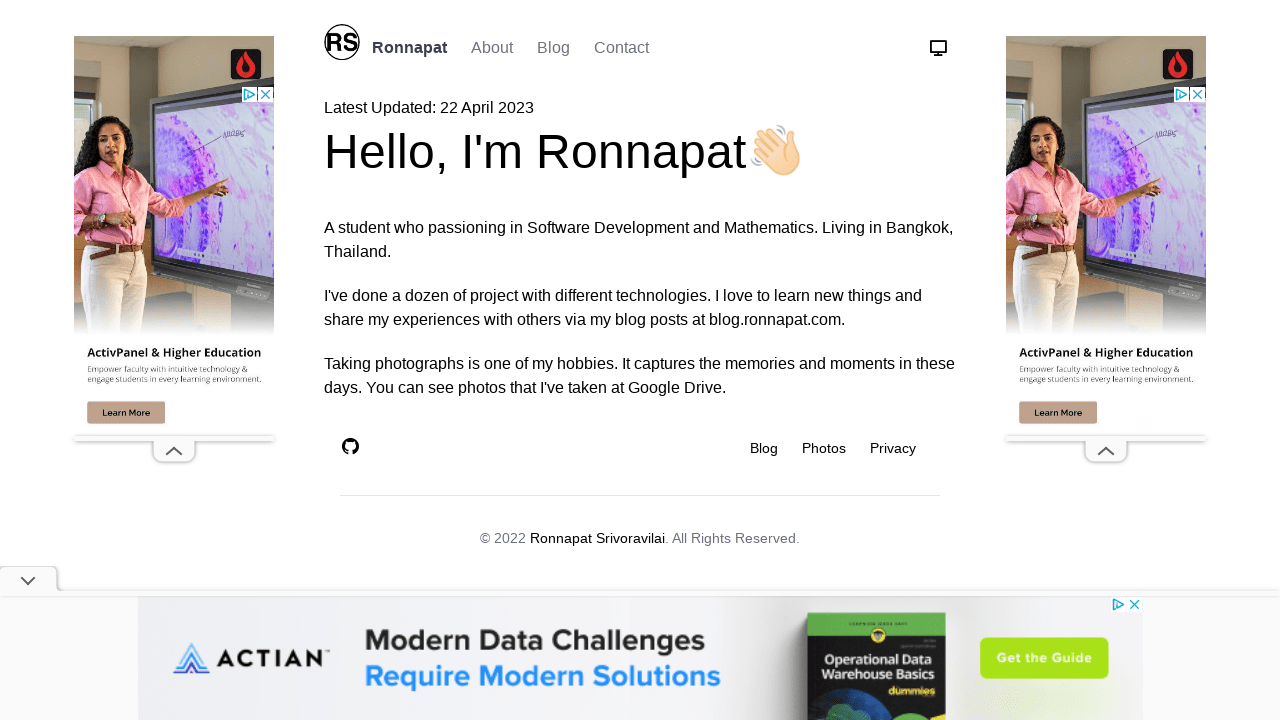 RS
Ronnapat About Blog Contact
Latest Updated: 22 April 2023
Hello, I'm Ronnapat
A student who passioning in Software Development and Mathematics. Living in Bangkok,
Thailand.
I've done a dozen of project with different technologies. I love to learn new things and
share my experiences with others via my blog posts at blog.ronnapat.com.
Taking photographs is one of my hobbies. It captures the memories and moments in these
days. You can see photos that I've taken at Google Drive.
Blog Photos Privacy
© 2022 Ronnapat Srivoravilai. All Rights Reserved.
ActivPanel & Higher Education
Empower faculty with intuitive technology &
engage students in every learning environment.
Learn More
ActivPanel & Higher Education
Empower faculty with intuitive technology &
engage students in every learning environment.
Learn More
ACTIAN
Modern Data Challenges
Require Modern Solutions
Operational Data
Warehouse Basics
dummies
Get the Guide